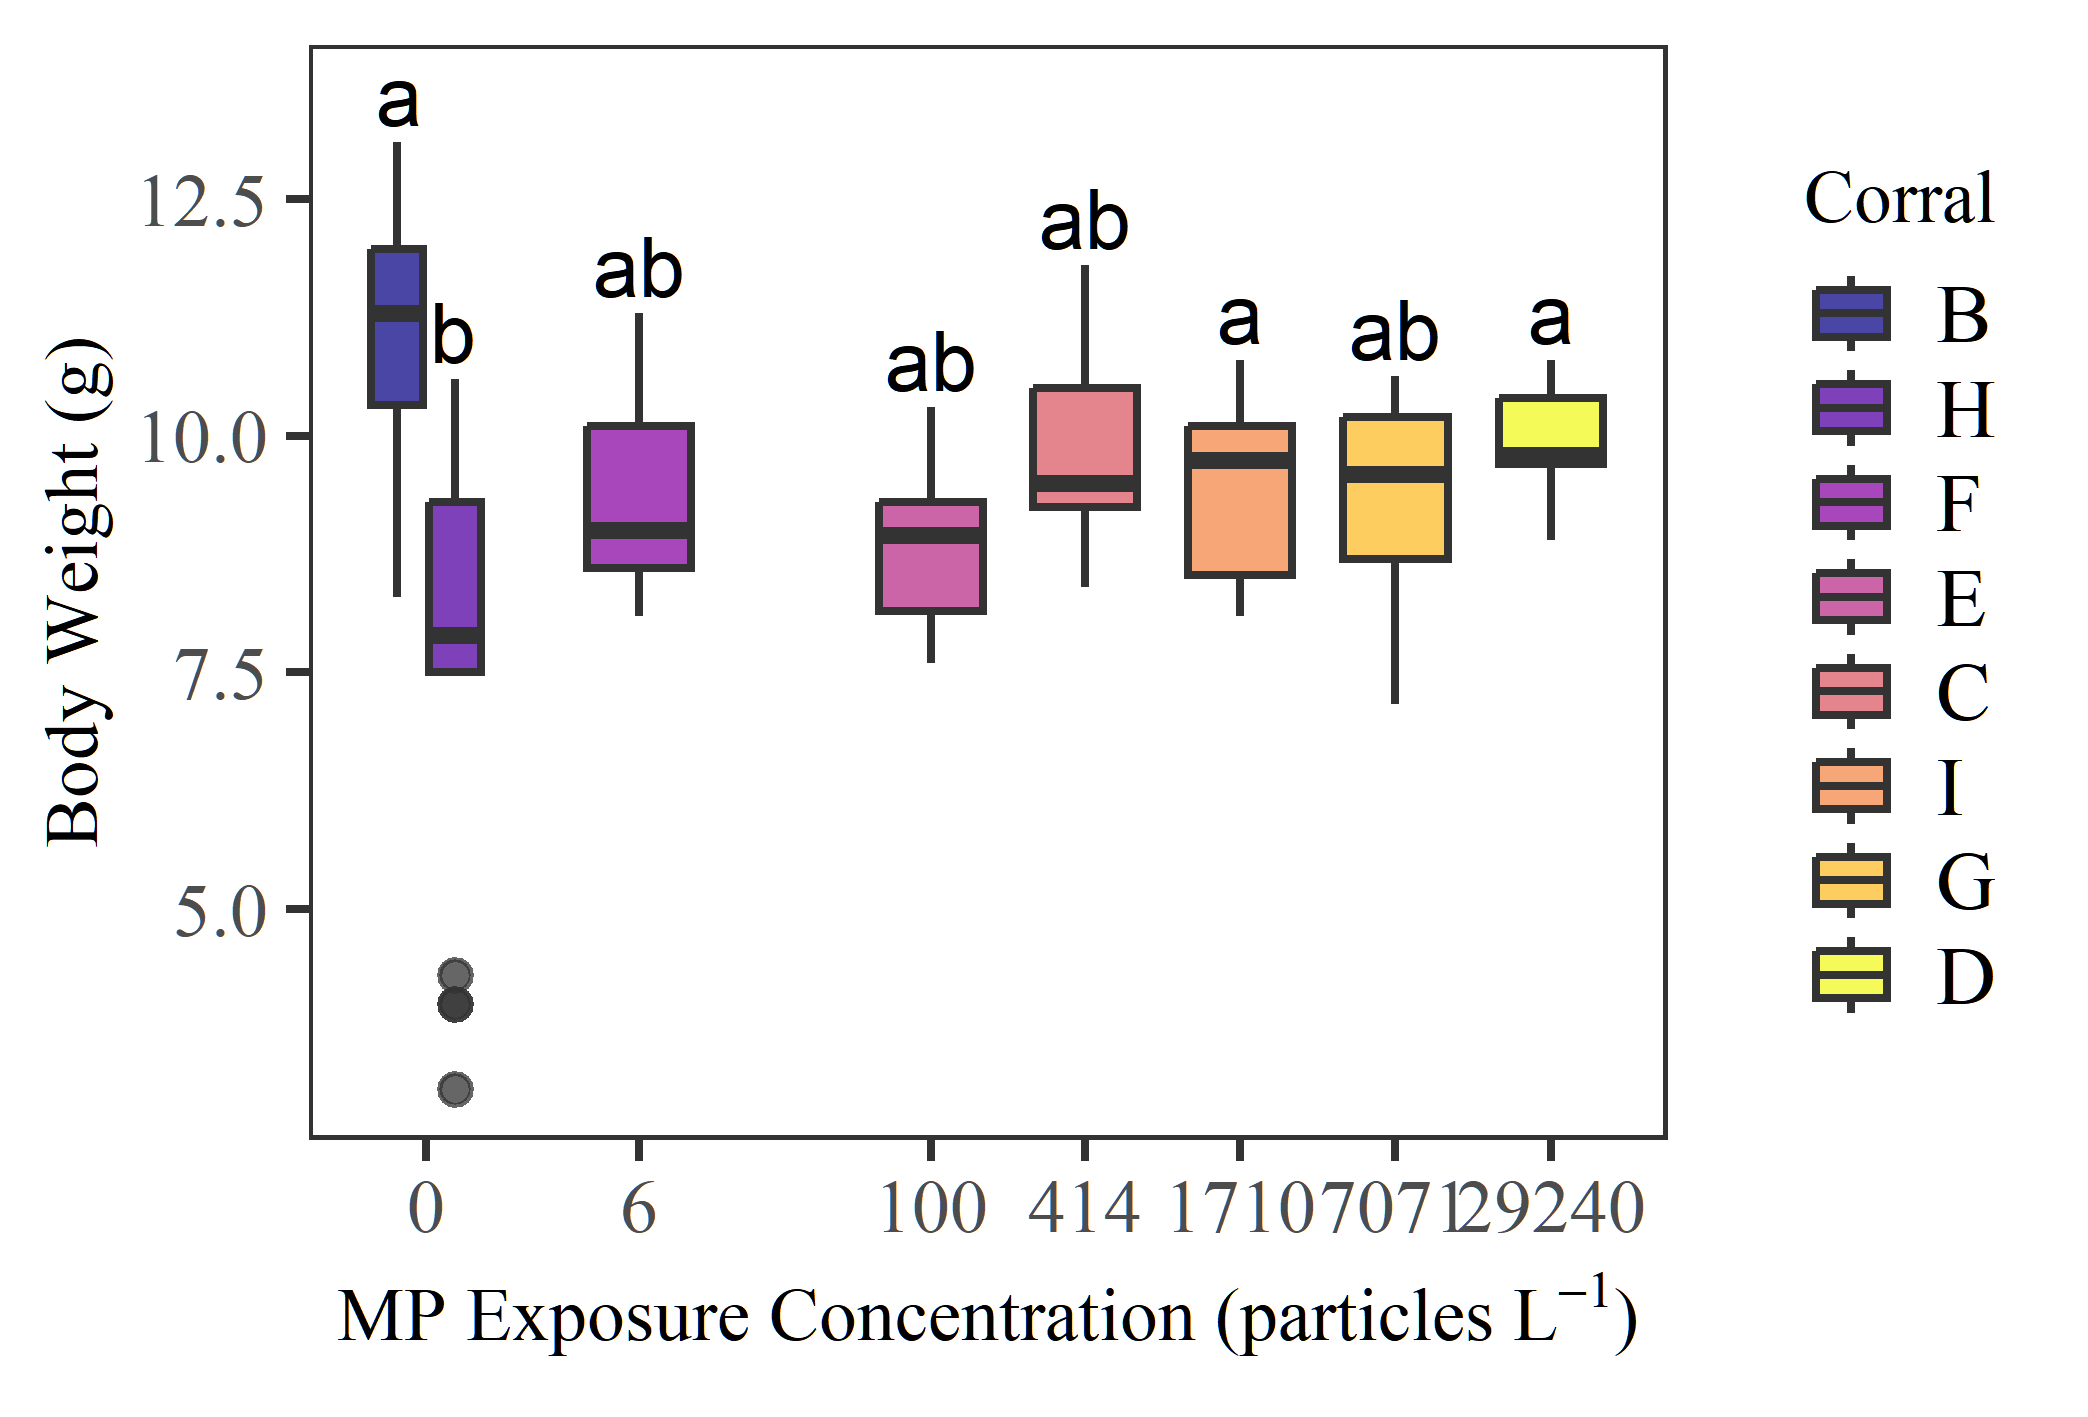 a
12.5
ab
ab
b
a
ab
a
ab
10.0
7.5
5.0
Body Weight (g)
0 6 100 414 1710 7071 29240
MP Exposure Concentration (particles L⁻¹)
Corral
B
H
F
E
C
I
G
D